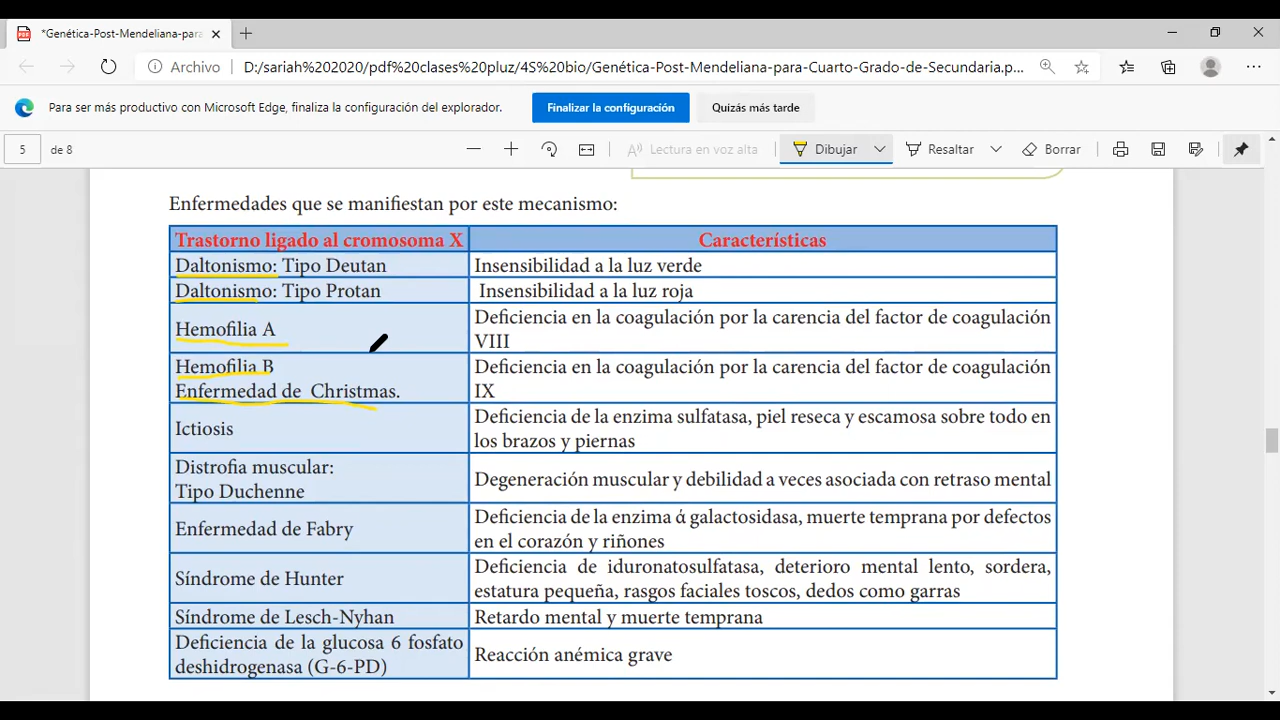 *Genética-Post-Mendeliana-para
Archivo
D:/sariah%202020/pdf%20clases%20pluz/4S%20bio/Genética-Post-Mendeliana-para-Cuarto-Grado-de-Secundaria.p...
Para ser más productivo con Microsoft Edge, finaliza la configuración del explorador.
Finalizar la configuración
Quizás más tarde
5 de 8
Lectura en voz alta
Dibujar
Resaltar
Borrar
Enfermedades que se manifiestan por este mecanismo:
Trastorno ligado al cromosoma X
Características
Daltonismo: Tipo Deutan
Insensibilidad a la luz verde
Daltonismo: Tipo Protan
Insensibilidad a la luz roja
Hemofilia A
Deficiencia en la coagulación por la carencia del factor de coagulación
VIII
Hemofilia B
Enfermedad de Christmas.
Deficiencia en la coagulación por la carencia del factor de coagulación
IX
Ictiosis
Deficiencia de la enzima sulfatasa, piel reseca y escamosa sobre todo en
los brazos y piernas
Distrofia muscular:
Tipo Duchenne
Degeneración muscular y debilidad a veces asociada con retraso mental
Enfermedad de Fabry
Deficiencia de la enzima ά galactosidasa, muerte temprana por defectos
en el corazón y riñones
Síndrome de Hunter
Deficiencia de iduronatosulfatasa, deterioro mental lento, sordera,
estatura pequeña, rasgos faciales toscos, dedos como garras
Síndrome de Lesch-Nyhan
Retardo mental y muerte temprana
Deficiencia de la glucosa 6 fosfato
deshidrogenasa (G-6-PD)
Reacción anémica grave